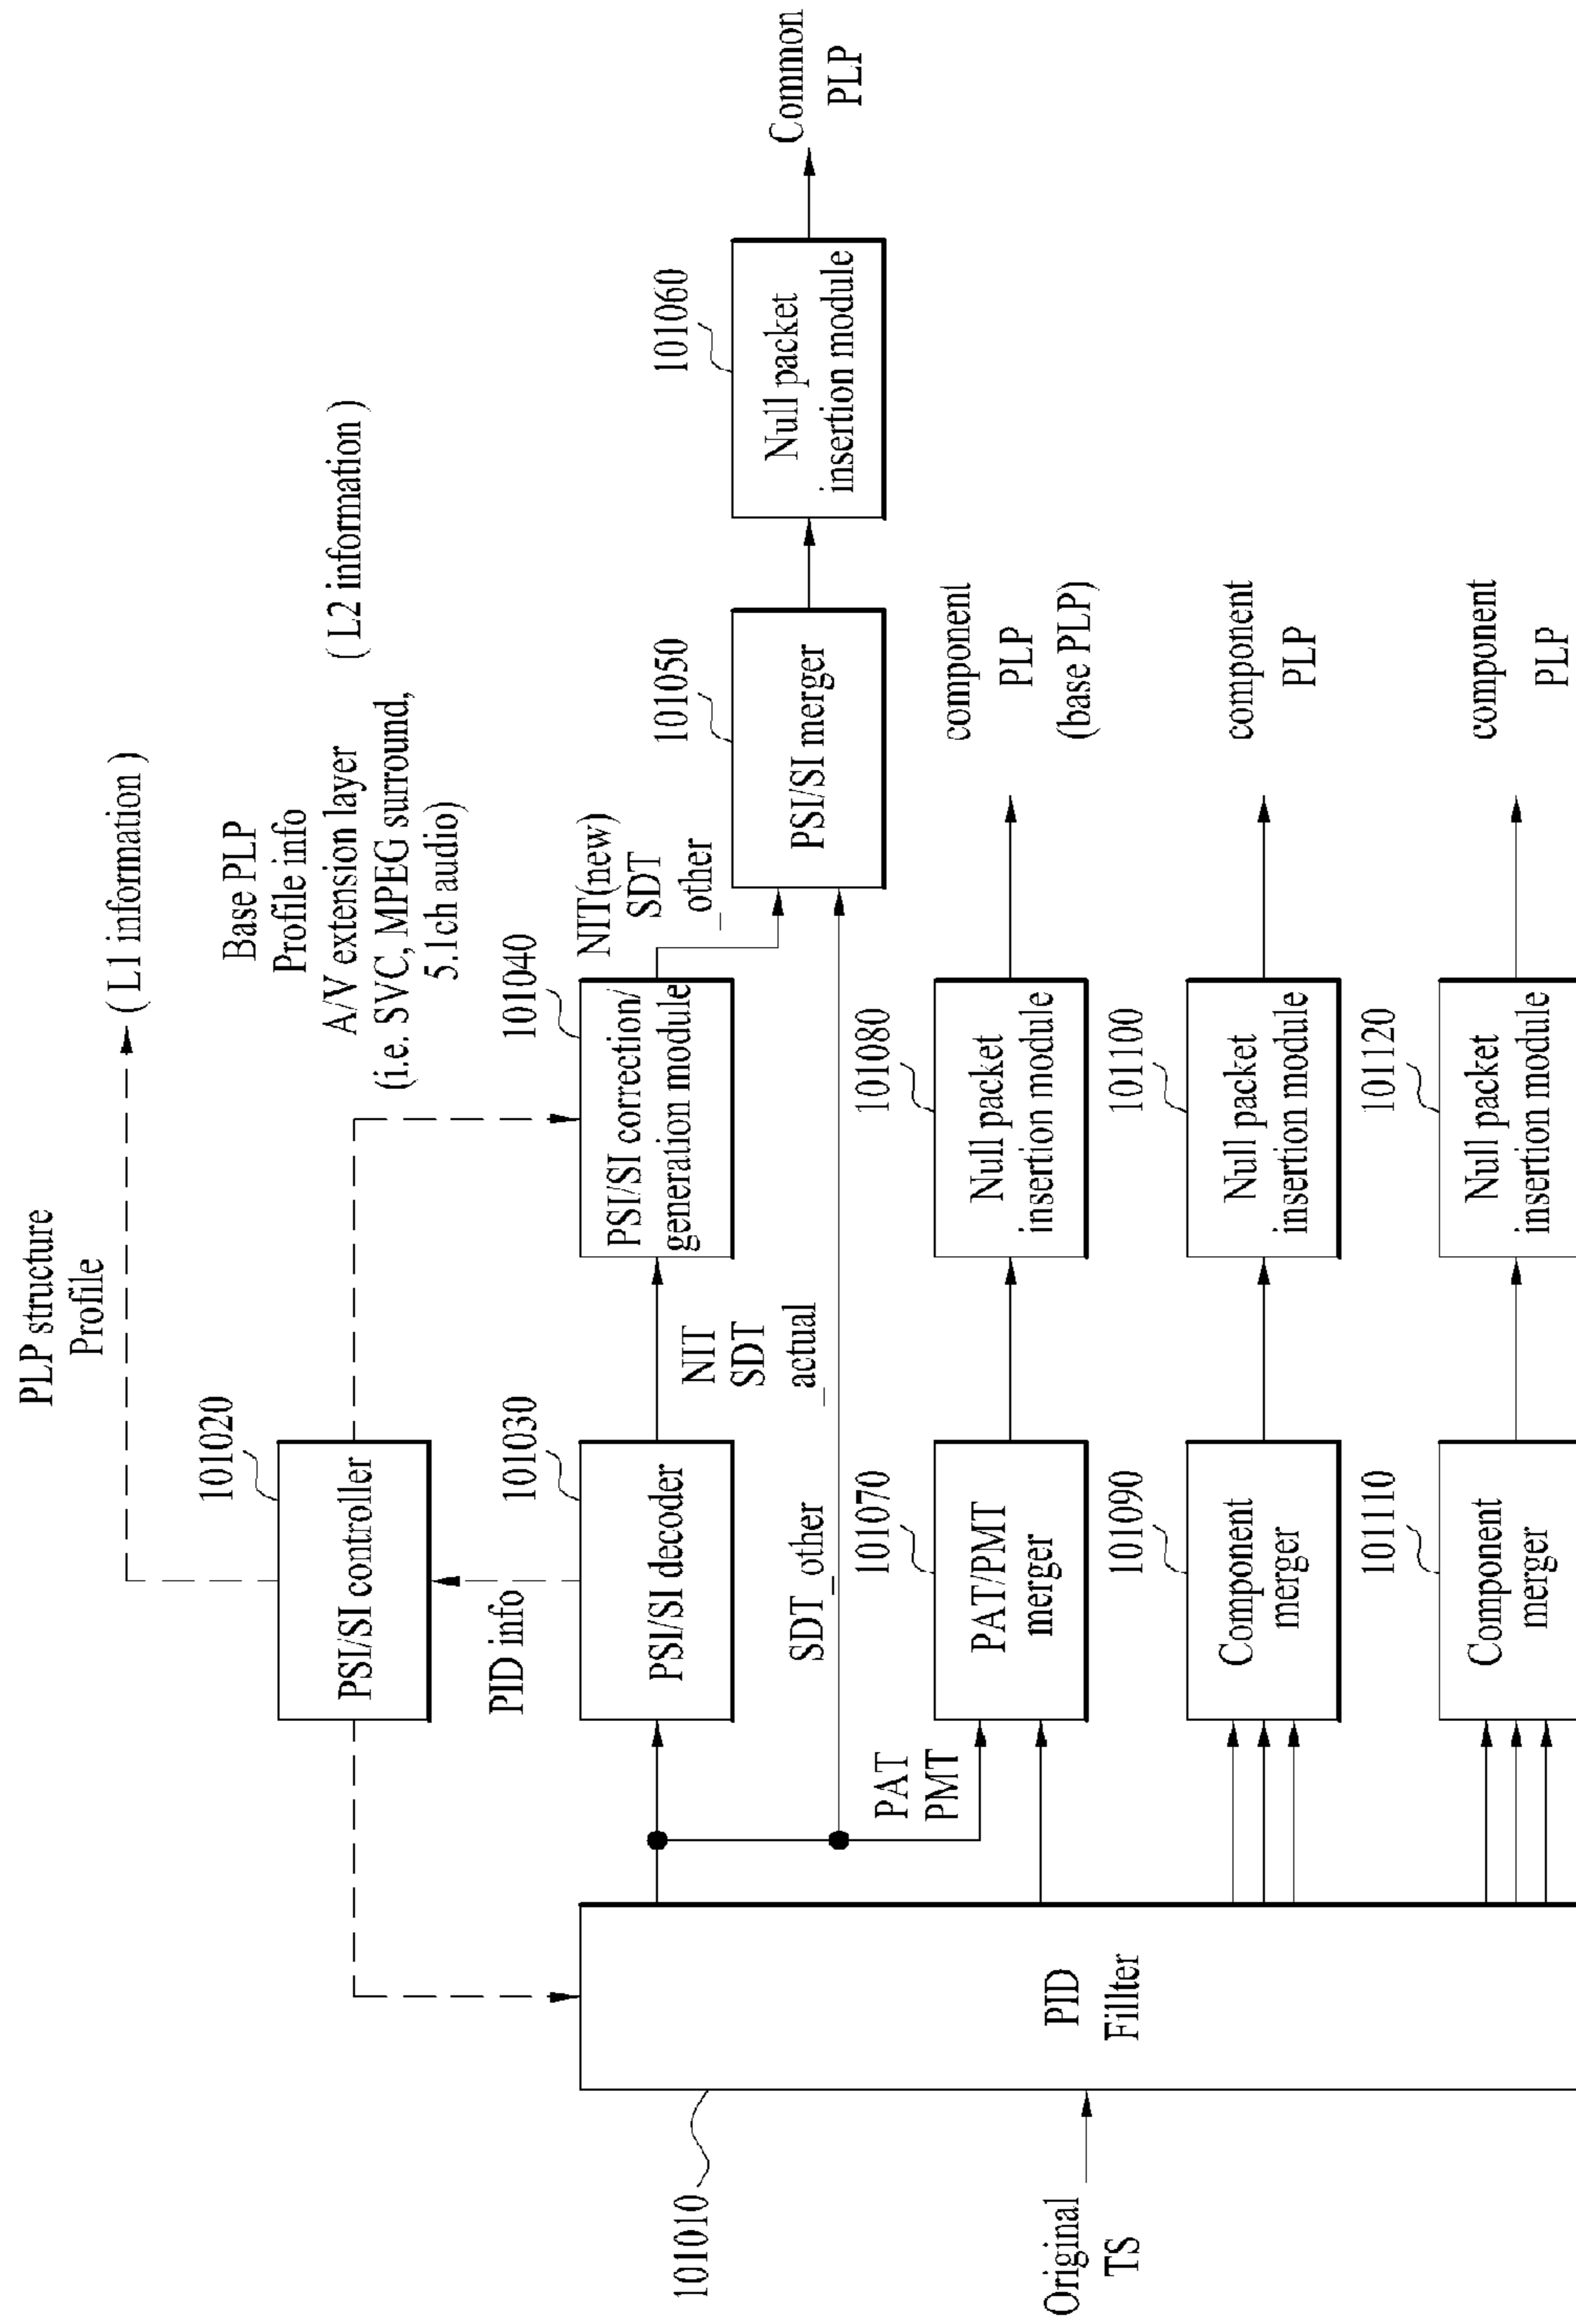 PLP structure
Profile
( L1 information )
Base PLP
Profile info
A/V extension layer
(i.e. SVC, MPEG surround,
5.1ch audio)
( L2 information )
101020
PSI/SI controller
PID info
101030
PSI/SI decoder
NIT
SDT
_actual
101040
PSI/SI correction/
generation module
NIT(new)
SDT
_other
101050
PSI/SI merger
101060
Null packet
insertion module
Common
PLP
SDT_other
PAT
PMT
101070
PAT/PMT
merger
101080
Null packet
insertion module
component
PLP
(base PLP)
101090
Component
merger
101100
Null packet
insertion module
component
PLP
101110
Component
merger
101120
Null packet
insertion module
component
PLP
101010
PID
Fillter
Original
TS